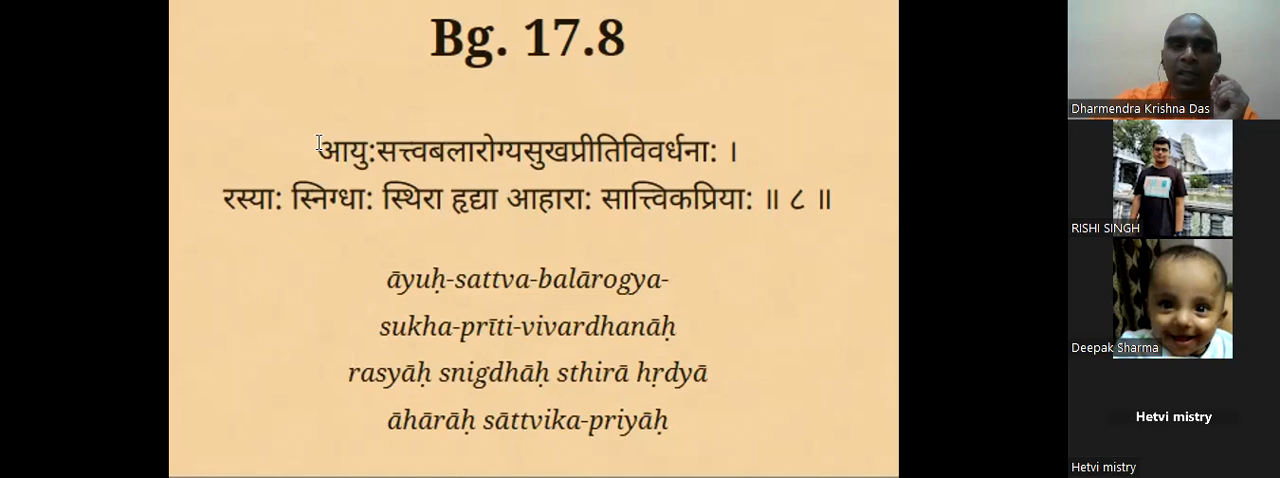 Bg. 17.8
आयु:सत्त्वबलारोग्यसुखप्रीतिविवर्धना: ।
रस्या: स्निग्धा: स्थिरा हृद्या आहारा: सात्त्विकप्रिया: ॥ ८ ॥
āyuḥ-sattva-balārogya-
sukha-prīti-vivardhanāḥ
rasyāḥ snigdhāḥ sthirā hṛdyā
āhārāḥ sāttvika-priyāḥ
Dharmendra Krishna Das
RISHI SINGH
Deepak Sharma
Hetvi mistry
Hetvi mistry